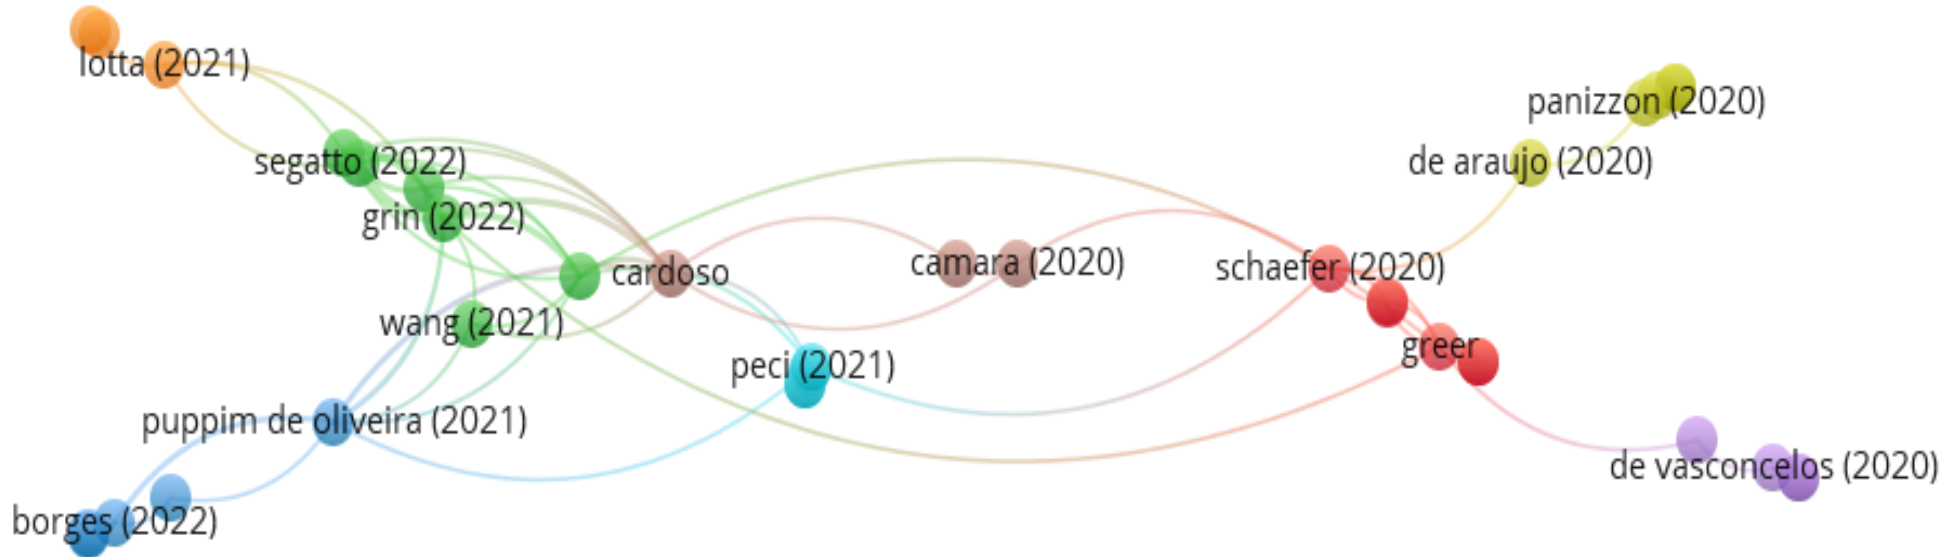 lotta (2021)
panizzon (2020)
segatto (2022)
de araujo (2020)
grin (2022)
cardoso
camara (2020)
schaefer (2020)
wang (2021)
greer
peci (2021)
puppim de oliveira (2021)
de vasconcelos (2020)
borges (2022)